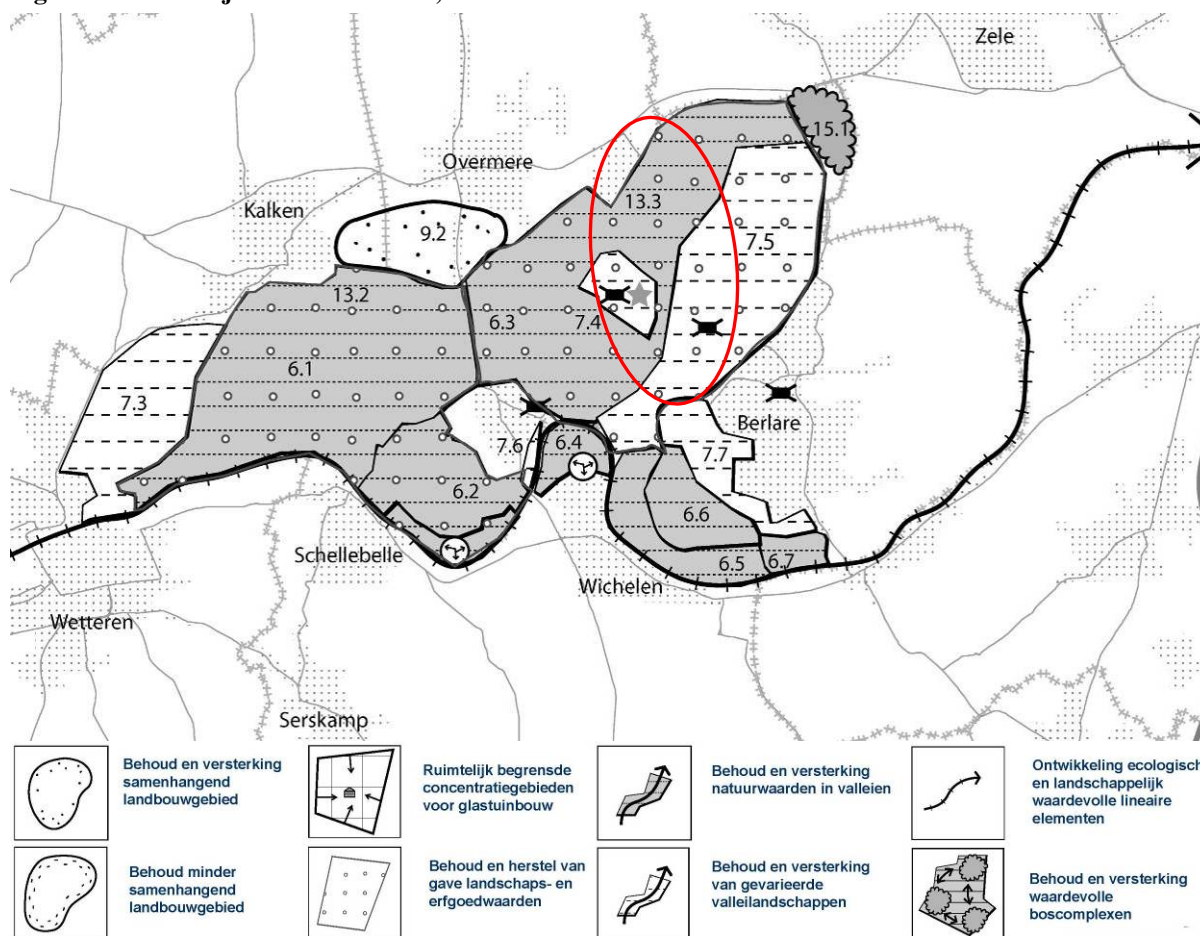 Zele
15.1
Overmere
13.3
Kalken
9.2
7.5
13.2
6.3
7.4
6.1
7.3
Berlare
7.6
6.4
7.7
6.2
6.6
Schellebelle
6.5
6.7
Wichelen
Wetteren
Serskamp
Behoud en versterking
samenhangend
landbouwgebied
Ruimtelijk begrensde
concentratiegebieden
voor glastuinbouw
Behoud en versterking
natuurwaarden in valleien
Ontwikkeling ecologisch
en landschappelijk
waardevolle lineaire
elementen
Behoud minder
samenhangend
landbouwgebied
Behoud en herstel van
gave landschaps- en
erfgoedwaarden
Behoud en versterking
van gevarieerde
valleilandschappen
Behoud en versterking
waardevolle
boscomplexen